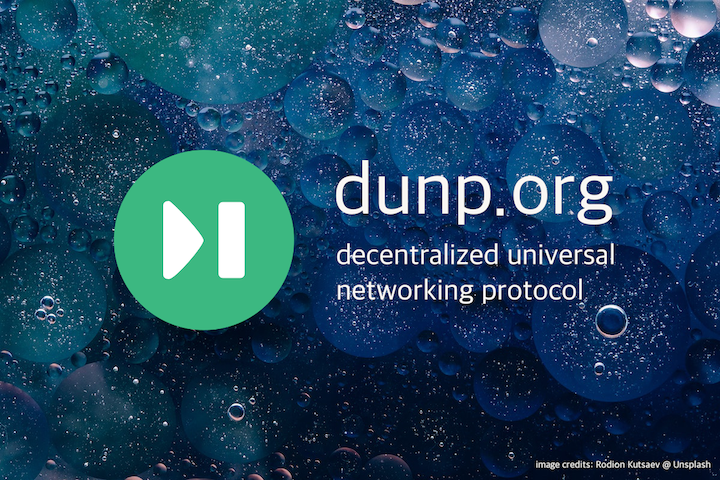 dunp.org
decentralized universal
networking protocol
image credits: Rodion Kutsaev @ Unsplash